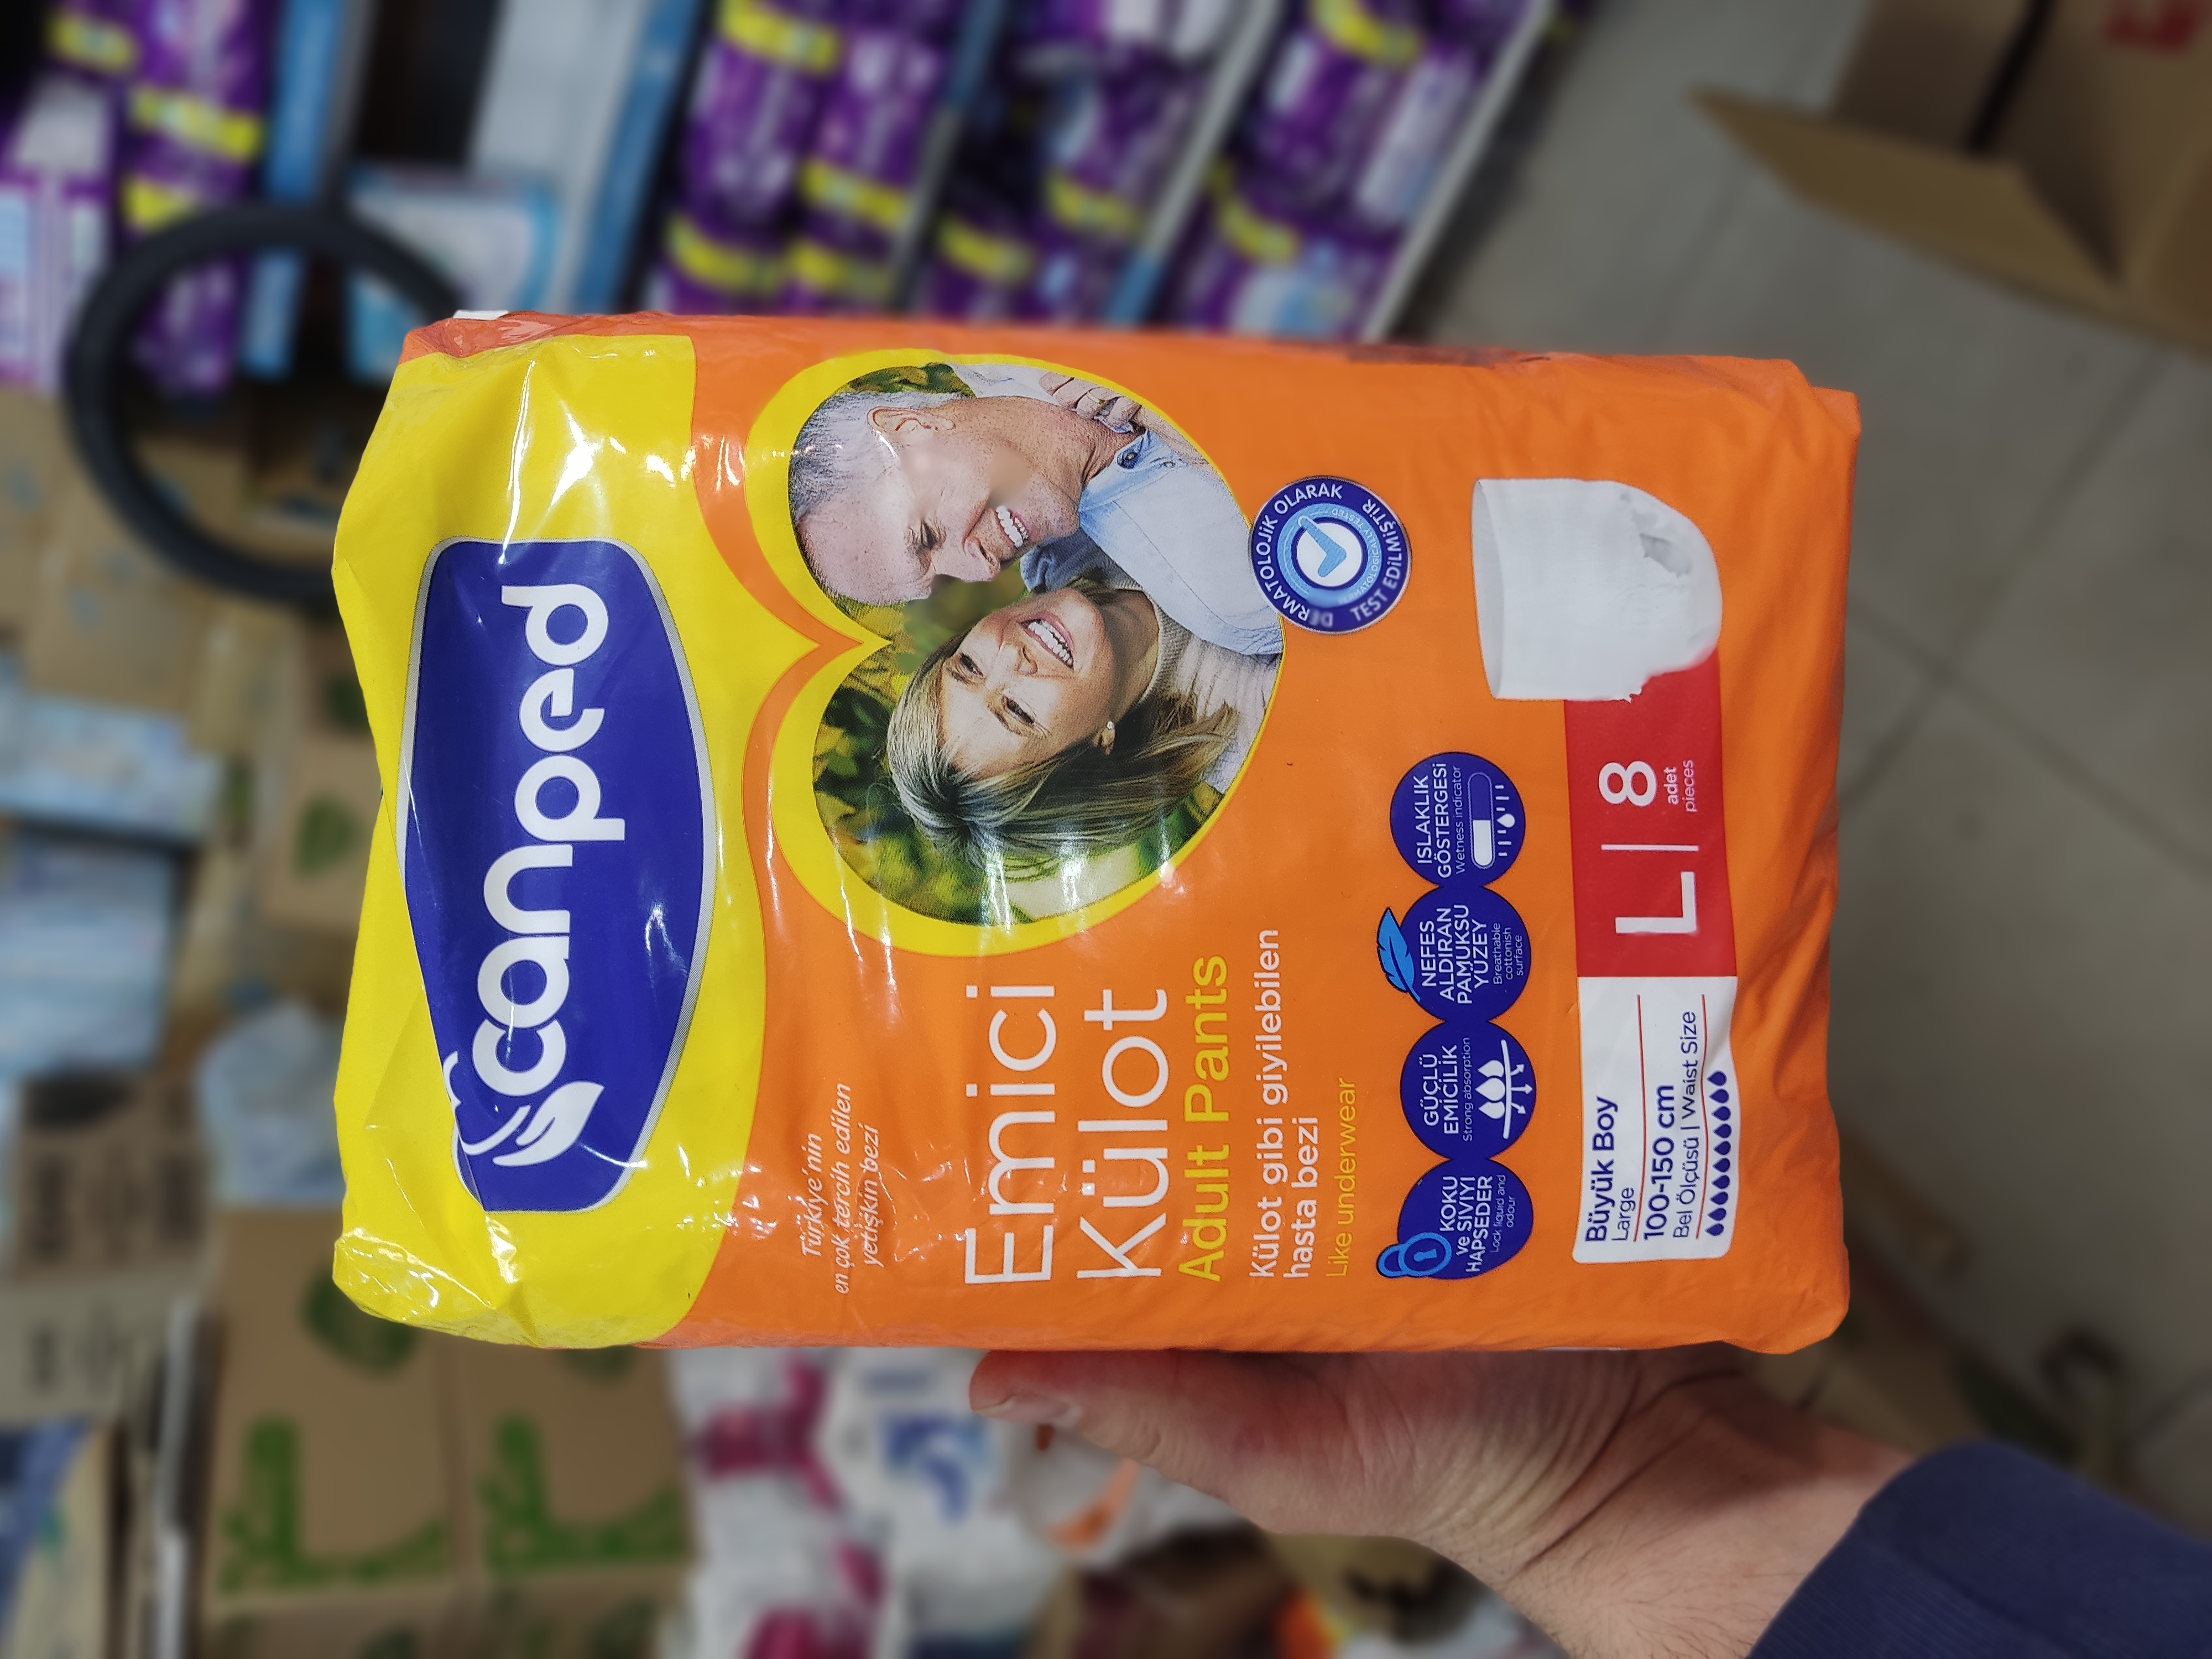 canped
Türkiye'nin
en çok tercih edilen
yetişkin bezi
Emici
Külot
Adult Pants
Külot gibi giyilebilen
hasta bezi
Like underwear
DERMATOLOJİK OLARAK
TEST EDİLMİŞTİR
DERMATOLOGICALLY TESTED
KOKU
ve SIVIYI
HAPSEDER
Lock liquid and
odour
GÜÇLÜ
EMİCİLİK
Strong absorption
NEFES
ALDIRAN
PAMUKSU
YÜZEY
Breathable
cottonish
surface
ISLAKLIK
GÖSTERGESİ
Wetness indicator
Büyük Boy
Large
100-150 cm
Bel Ölçüsü | Waist Size
L | 8
adet
pieces